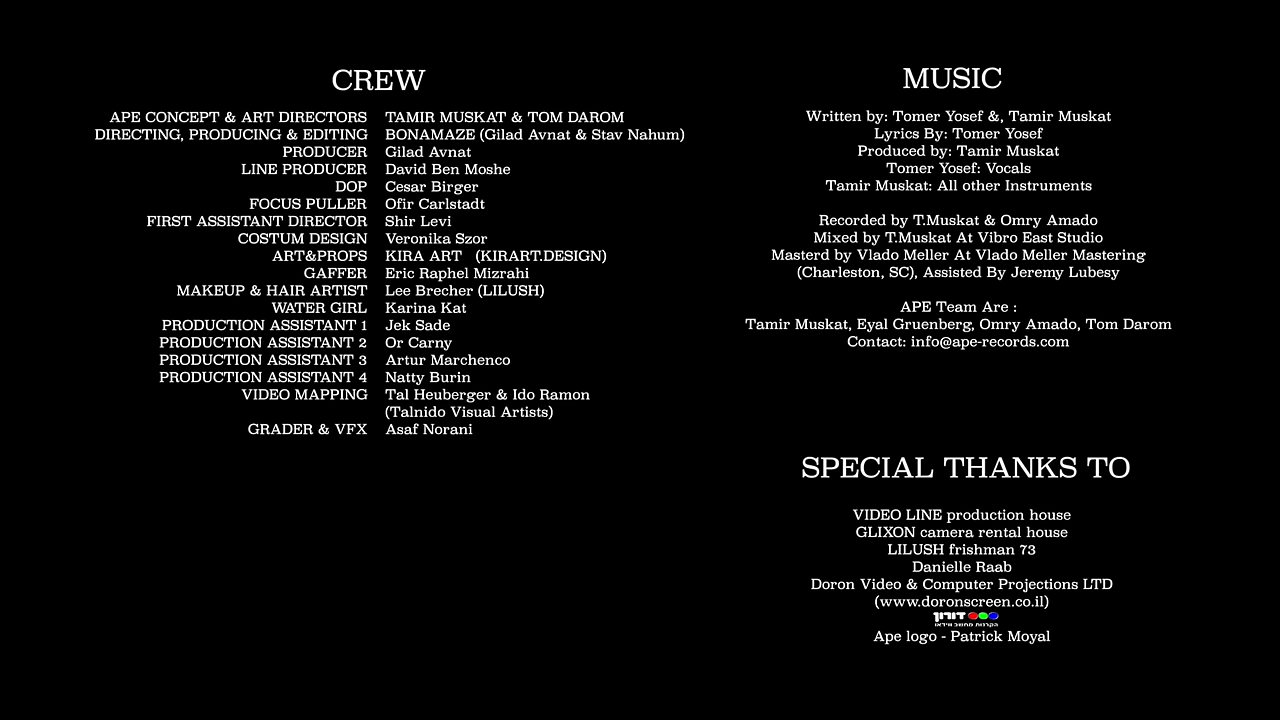 CREW
APE CONCEPT & ART DIRECTORS TAMIR MUSKAT & TOM DAROM
DIRECTING, PRODUCING & EDITING BONAMAZE (Gilad Avnat & Stav Nahum)
PRODUCER Gilad Avnat
LINE PRODUCER David Ben Moshe
DOP Cesar Birger
FOCUS PULLER Ofir Carlstadt
FIRST ASSISTANT DIRECTOR Shir Levi
COSTUM DESIGN Veronika Szor
ART&PROPS KIRA ART (KIRART.DESIGN)
GAFFER Eric Raphel Mizrahi
MAKEUP & HAIR ARTIST Lee Brecher (LILUSH)
WATER GIRL Karina Kat
PRODUCTION ASSISTANT 1 Jek Sade
PRODUCTION ASSISTANT 2 Or Carny
PRODUCTION ASSISTANT 3 Artur Marchenco
PRODUCTION ASSISTANT 4 Natty Burin
VIDEO MAPPING Tal Heuberger & Ido Ramon
(Talnido Visual Artists)
GRADER & VFX Asaf Norani
MUSIC
Written by: Tomer Yosef &, Tamir Muskat
Lyrics By: Tomer Yosef
Produced by: Tamir Muskat
Tomer Yosef: Vocals
Tamir Muskat: All other Instruments
Recorded by T.Muskat & Omry Amado
Mixed by T.Muskat At Vibro East Studio
Masterd by Vlado Meller At Vlado Meller Mastering
(Charleston, SC), Assisted By Jeremy Lubesy
APE Team Are :
Tamir Muskat, Eyal Gruenberg, Omry Amado, Tom Darom
Contact: info@ape-records.com
SPECIAL THANKS TO
VIDEO LINE production house
GLIXON camera rental house
LILUSH frishman 73
Danielle Raab
Doron Video & Computer Projections LTD
(www.doronscreen.co.il)
דורון
הקרנות מחשב ווידאו
Ape logo - Patrick Moyal